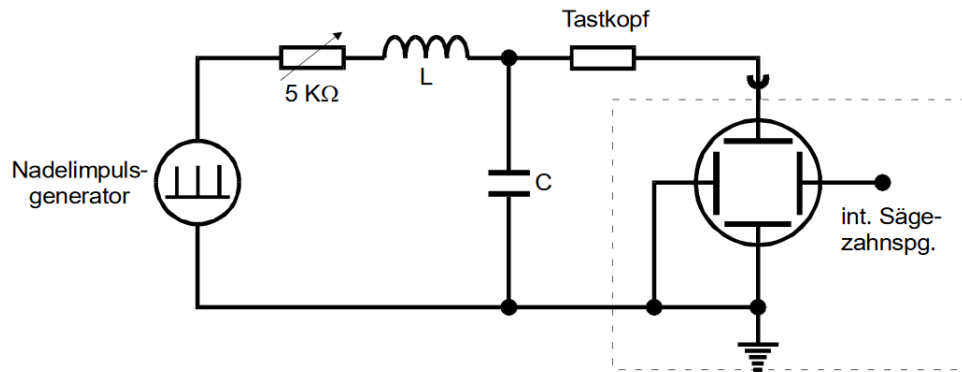 Tastkopf
5 KΩ
L
Nadelimpuls-
generator
C
int. Säge-
zahnspg.